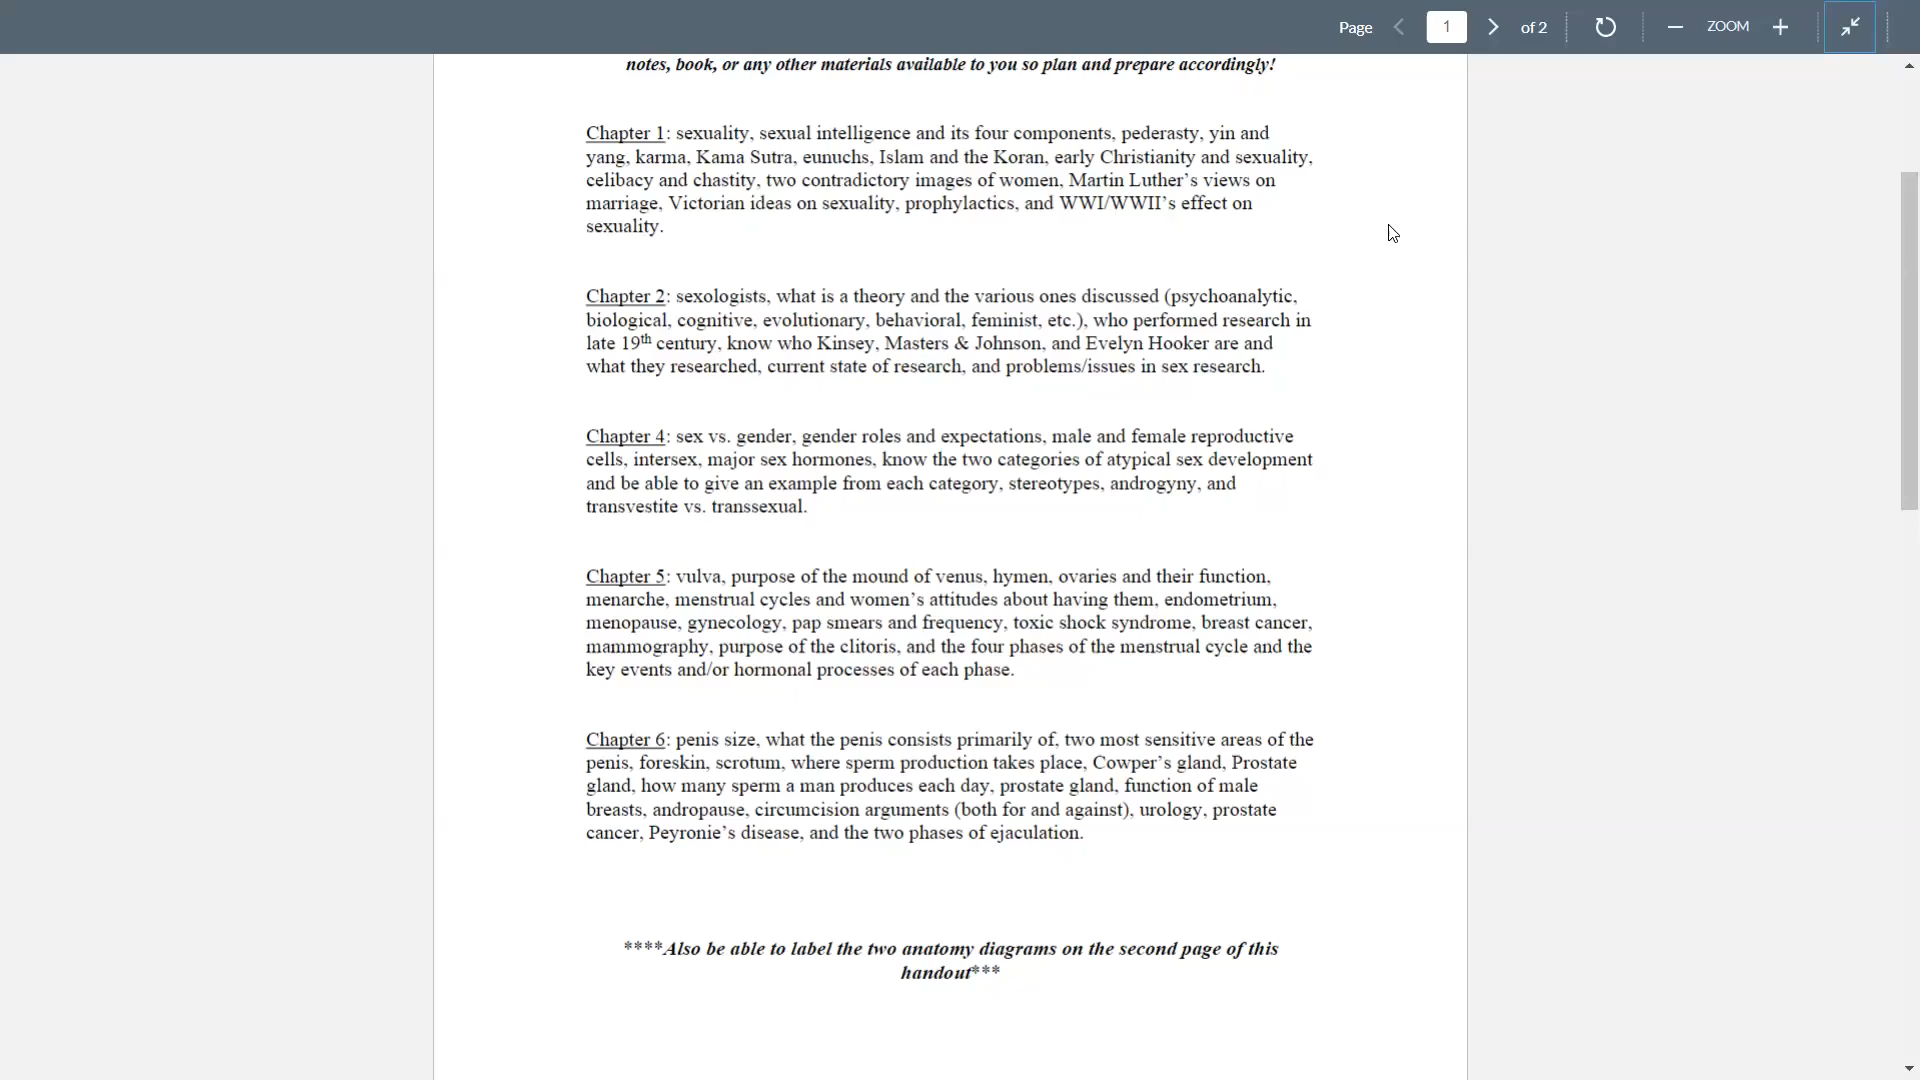 Page 1 of 2 ZOOM
notes, book, or any other materials available to you so plan and prepare accordingly!
Chapter 1: sexuality, sexual intelligence and its four components, pederasty, yin and
yang, karma, Kama Sutra, eunuchs, Islam and the Koran, early Christianity and sexuality,
celibacy and chastity, two contradictory images of women, Martin Luther’s views on
marriage, Victorian ideas on sexuality, prophylactics, and WWI/WWII’s effect on
sexuality.
Chapter 2: sexologists, what is a theory and the various ones discussed (psychoanalytic,
biological, cognitive, evolutionary, behavioral, feminist, etc.), who performed research in
late 19th century, know who Kinsey, Masters & Johnson, and Evelyn Hooker are and
what they researched, current state of research, and problems/issues in sex research.
Chapter 4: sex vs. gender, gender roles and expectations, male and female reproductive
cells, intersex, major sex hormones, know the two categories of atypical sex development
and be able to give an example from each category, stereotypes, androgyny, and
transvestite vs. transsexual.
Chapter 5: vulva, purpose of the mound of venus, hymen, ovaries and their function,
menarche, menstrual cycles and women’s attitudes about having them, endometrium,
menopause, gynecology, pap smears and frequency, toxic shock syndrome, breast cancer,
mammography, purpose of the clitoris, and the four phases of the menstrual cycle and the
key events and/or hormonal processes of each phase.
Chapter 6: penis size, what the penis consists primarily of, two most sensitive areas of the
penis, foreskin, scrotum, where sperm production takes place, Cowper’s gland, Prostate
gland, how many sperm a man produces each day, prostate gland, function of male
breasts, andropause, circumcision arguments (both for and against), urology, prostate
cancer, Peyronie’s disease, and the two phases of ejaculation.
****Also be able to label the two anatomy diagrams on the second page of this
handout***